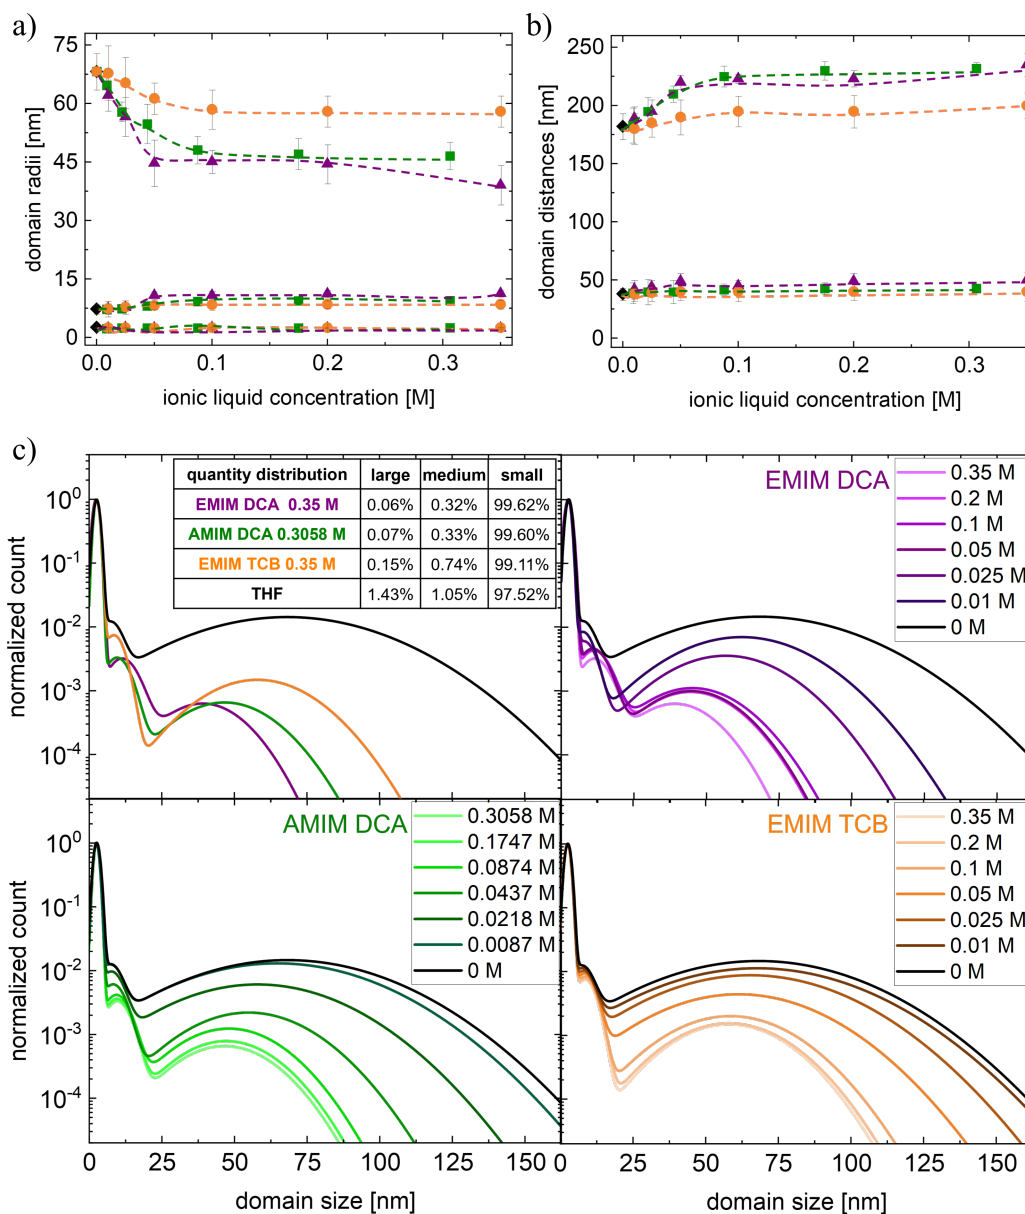 a)
75
60
45
30
15
0
domain radii [nm]
0.0 0.1 0.2 0.3
ionic liquid concentration [M]
b)
250
200
150
100
50
0
domain distances [nm]
0.0 0.1 0.2 0.3
ionic liquid concentration [M]
c)
normalized count
10^0
10^-1
10^-2
10^-3
10^-4
quantity distribution large medium small
EMIM DCA 0.35 M 0.06% 0.32% 99.62%
AMIM DCA 0.3058 M 0.07% 0.33% 99.60%
EMIM TCB 0.35 M 0.15% 0.74% 99.11%
THF 1.43% 1.05% 97.52%
EMIM DCA
0.35 M
0.2 M
0.1 M
0.05 M
0.025 M
0.01 M
0 M
normalized count
10^0
10^-1
10^-2
10^-3
10^-4
AMIM DCA
0.3058 M
0.1747 M
0.0874 M
0.0437 M
0.0218 M
0.0087 M
0 M
0 25 50 75 100 125 150
domain size [nm]
EMIM TCB
0.35 M
0.2 M
0.1 M
0.05 M
0.025 M
0.01 M
0 M
25 50 75 100 125 150
domain size [nm]